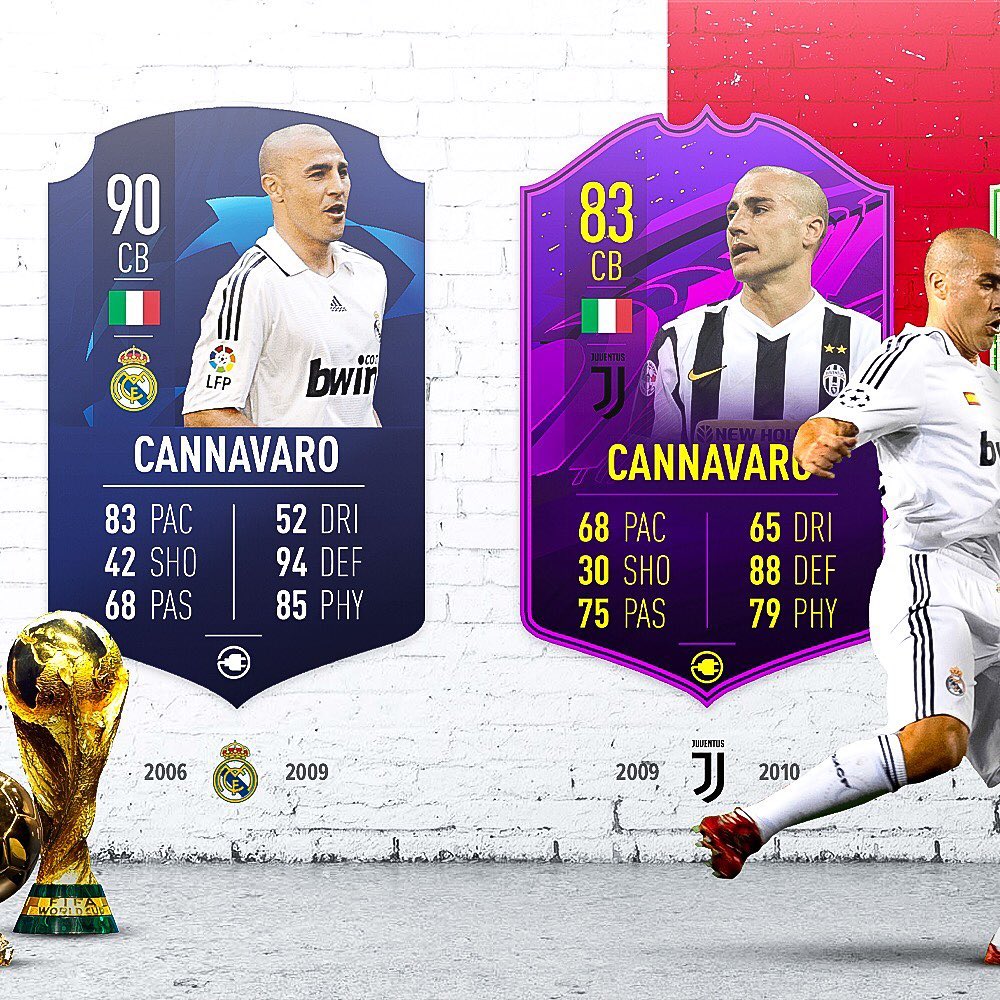 90
CB
LFP
bwin
CANNAVARO
83 PAC
42 SHO
68 PAS
52 DRI
94 DEF
85 PHY
2006
2009
FIFA
WORLD CUP
83
CB
JUVENTUS
NEW HOL
CANNAVARO
68 PAC
30 SHO
75 PAS
65 DRI
88 DEF
79 PHY
2009
JUVENTUS
2010